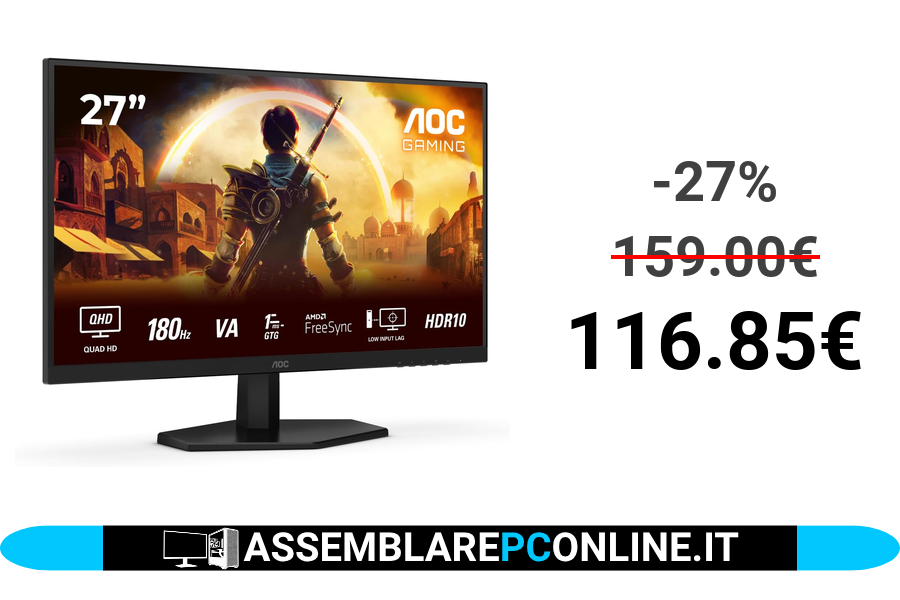 27”
AOC
GAMING
QHD
QUAD HD
180Hz
VA
1ms
GTG
AMD
FreeSync
LOW INPUT LAG
HDR10
AOC
-27%
159.00€
116.85€
ASSEMBLAREPCONLINE.IT